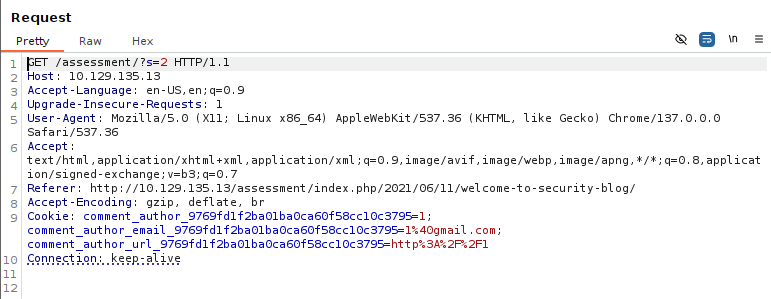 Request
Pretty Raw Hex
\n
1 GET /assessment/?s=2 HTTP/1.1
2 Host: 10.129.135.13
3 Accept-Language: en-US,en;q=0.9
4 Upgrade-Insecure-Requests: 1
5 User-Agent: Mozilla/5.0 (X11; Linux x86_64) AppleWebKit/537.36 (KHTML, like Gecko) Chrome/137.0.0.0
Safari/537.36
6 Accept:
text/html,application/xhtml+xml,application/xml;q=0.9,image/avif,image/webp,image/apng,*/*;q=0.8,applicat
ion/signed-exchange;v=b3;q=0.7
7 Referer: http://10.129.135.13/assessment/index.php/2021/06/11/welcome-to-security-blog/
8 Accept-Encoding: gzip, deflate, br
9 Cookie: comment_author_9769fd1f2ba01ba0ca60f58cc10c3795=1;
comment_author_email_9769fd1f2ba01ba0ca60f58cc10c3795=1%40gmail.com;
comment_author_url_9769fd1f2ba01ba0ca60f58cc10c3795=http%3A%2F%2F1
10 Connection: keep-alive
11
12